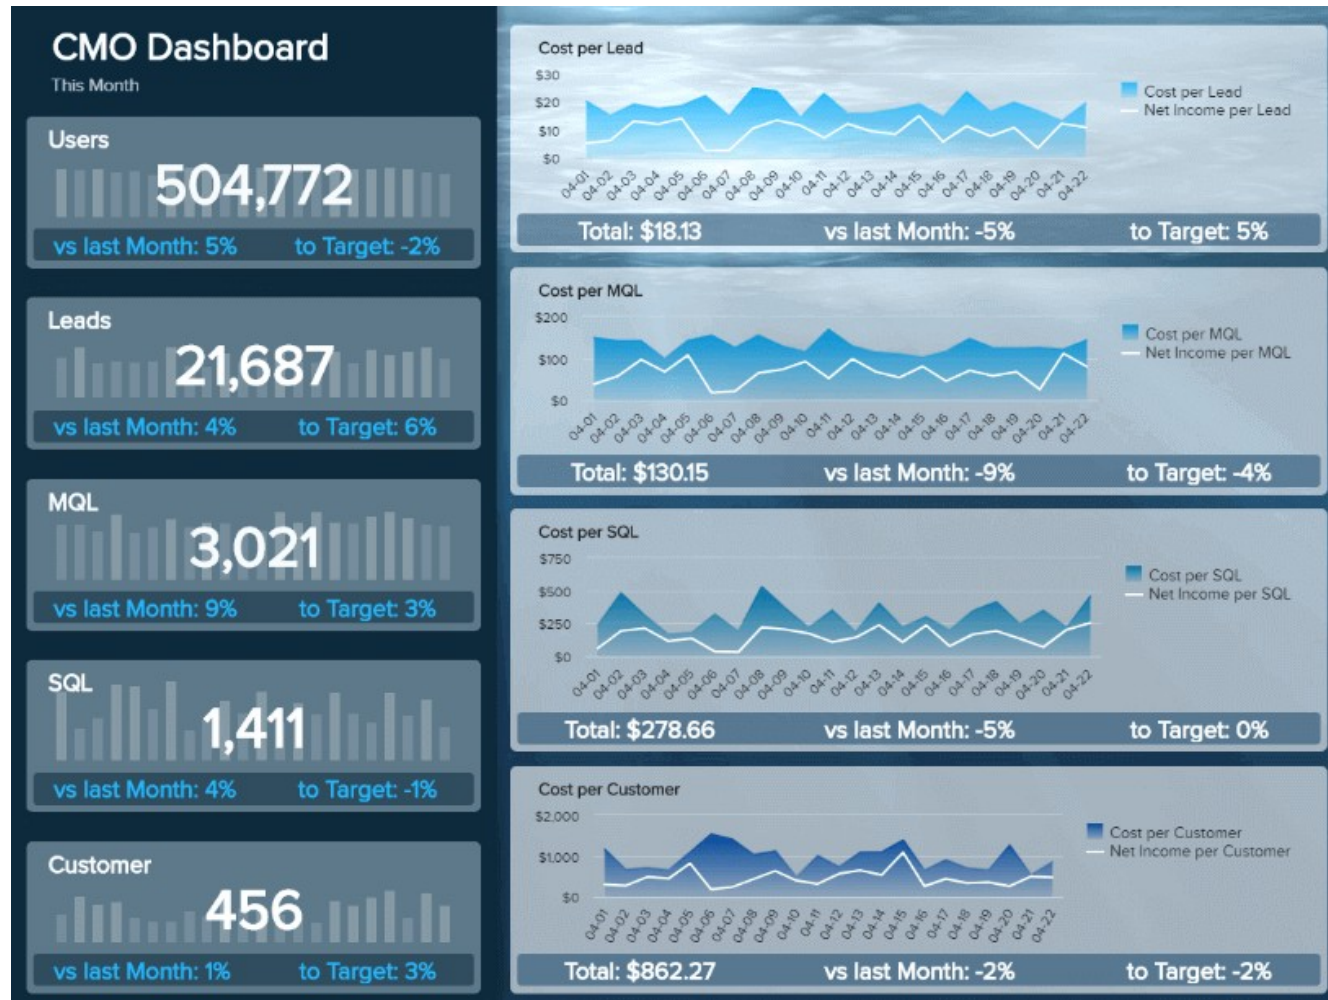 CMO Dashboard
This Month
Users
504,772
vs last Month: 5% to Target: -2%
Leads
21,687
vs last Month: 4% to Target: 6%
MQL
3,021
vs last Month: 9% to Target: 3%
SQL
1,411
vs last Month: 4% to Target: -1%
Customer
456
vs last Month: 1% to Target: 3%
Cost per Lead
$30
$20
$10
$0
04-01 04-02 04-03 04-04 04-05 04-06 04-07 04-08 04-09 04-10 04-11 04-12 04-13 04-14 04-15 04-16 04-17 04-18 04-19 04-20 04-21 04-22
Cost per Lead
Net Income per Lead
Total: $18.13 vs last Month: -5% to Target: 5%
Cost per MQL
$200
$100
$0
04-01 04-02 04-03 04-04 04-05 04-06 04-07 04-08 04-09 04-10 04-11 04-12 04-13 04-14 04-15 04-16 04-17 04-18 04-19 04-20 04-21 04-22
Cost per MQL
Net Income per MQL
Total: $130.15 vs last Month: -9% to Target: -4%
Cost per SQL
$750
$500
$250
$0
04-01 04-02 04-03 04-04 04-05 04-06 04-07 04-08 04-09 04-10 04-11 04-12 04-13 04-14 04-15 04-16 04-17 04-18 04-19 04-20 04-21 04-22
Cost per SQL
Net Income per SQL
Total: $278.66 vs last Month: -5% to Target: 0%
Cost per Customer
$2,000
$1,000
$0
04-01 04-02 04-03 04-04 04-05 04-06 04-07 04-08 04-09 04-10 04-11 04-12 04-13 04-14 04-15 04-16 04-17 04-18 04-19 04-20 04-21 04-22
Cost per Customer
Net Income per Customer
Total: $862.27 vs last Month: -2% to Target: -2%